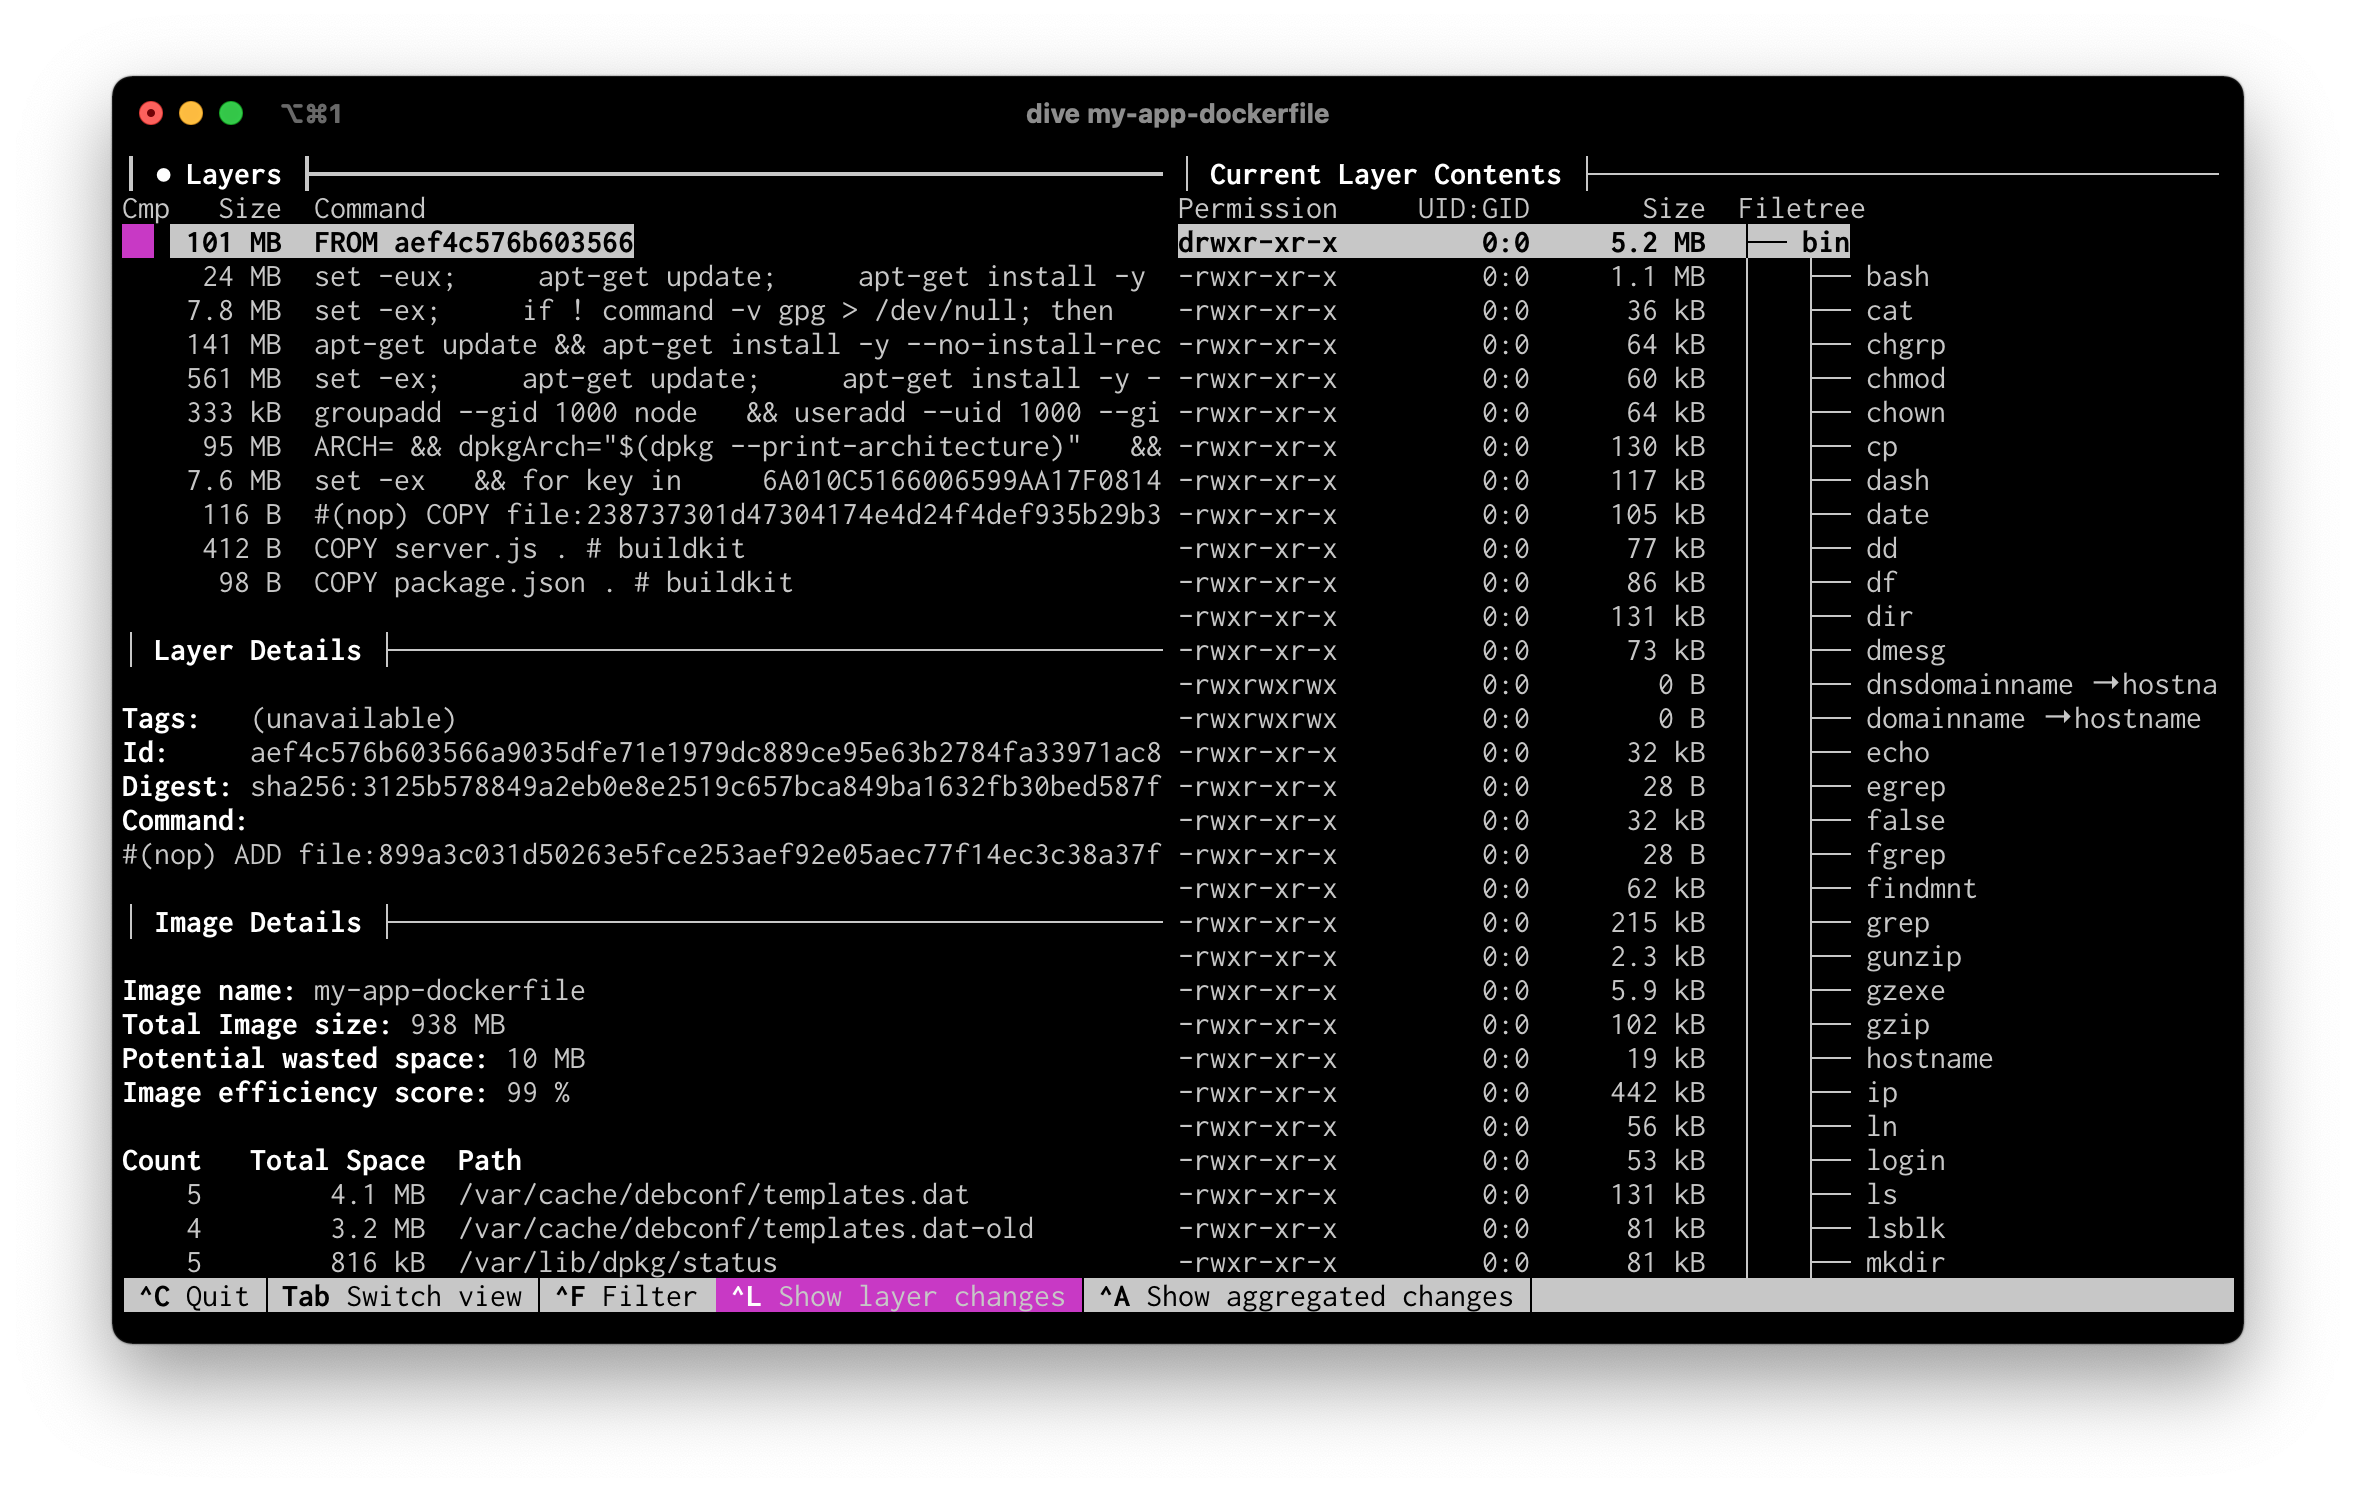 ⌥⌘1
dive my-app-dockerfile
● Layers
Cmp Size Command
101 MB FROM aef4c576b603566
24 MB set -eux; apt-get update; apt-get install -y
7.8 MB set -ex; if ! command -v gpg > /dev/null; then
141 MB apt-get update && apt-get install -y --no-install-rec
561 MB set -ex; apt-get update; apt-get install -y -
333 kB groupadd --gid 1000 node && useradd --uid 1000 --gi
95 MB ARCH= && dpkgArch="$(dpkg --print-architecture)" &&
7.6 MB set -ex && for key in 6A010C5166006599AA17F0814
116 B #(nop) COPY file:238737301d47304174e4d24f4def935b29b3
412 B COPY server.js . # buildkit
98 B COPY package.json . # buildkit
Layer Details
Tags: (unavailable)
Id: aef4c576b603566a9035dfe71e1979dc889ce95e63b2784fa33971ac8
Digest: sha256:3125b578849a2eb0e8e2519c657bca849ba1632fb30bed587f
Command:
#(nop) ADD file:899a3c031d50263e5fce253aef92e05aec77f14ec3c38a37f
Image Details
Image name: my-app-dockerfile
Total Image size: 938 MB
Potential wasted space: 10 MB
Image efficiency score: 99 %
Count Total Space Path
5 4.1 MB /var/cache/debconf/templates.dat
4 3.2 MB /var/cache/debconf/templates.dat-old
5 816 kB /var/lib/dpkg/status
Current Layer Contents
Permission UID:GID Size Filetree
drwxr-xr-x 0:0 5.2 MB bin
-rwxr-xr-x 0:0 1.1 MB bash
-rwxr-xr-x 0:0 36 kB cat
-rwxr-xr-x 0:0 64 kB chgrp
-rwxr-xr-x 0:0 60 kB chmod
-rwxr-xr-x 0:0 64 kB chown
-rwxr-xr-x 0:0 130 kB cp
-rwxr-xr-x 0:0 117 kB dash
-rwxr-xr-x 0:0 105 kB date
-rwxr-xr-x 0:0 77 kB dd
-rwxr-xr-x 0:0 86 kB df
-rwxr-xr-x 0:0 131 kB dir
-rwxr-xr-x 0:0 73 kB dmesg
-rwxrwxrwx 0:0 0 B dnsdomainname → hostna
-rwxrwxrwx 0:0 0 B domainname → hostname
-rwxr-xr-x 0:0 32 kB echo
-rwxr-xr-x 0:0 28 B egrep
-rwxr-xr-x 0:0 32 kB false
-rwxr-xr-x 0:0 28 B fgrep
-rwxr-xr-x 0:0 62 kB findmnt
-rwxr-xr-x 0:0 215 kB grep
-rwxr-xr-x 0:0 2.3 kB gunzip
-rwxr-xr-x 0:0 5.9 kB gzexe
-rwxr-xr-x 0:0 102 kB gzip
-rwxr-xr-x 0:0 19 kB hostname
-rwxr-xr-x 0:0 442 kB ip
-rwxr-xr-x 0:0 56 kB ln
-rwxr-xr-x 0:0 53 kB login
-rwxr-xr-x 0:0 131 kB ls
-rwxr-xr-x 0:0 81 kB lsblk
-rwxr-xr-x 0:0 81 kB mkdir
^C Quit Tab Switch view ^F Filter ^L Show layer changes ^A Show aggregated changes